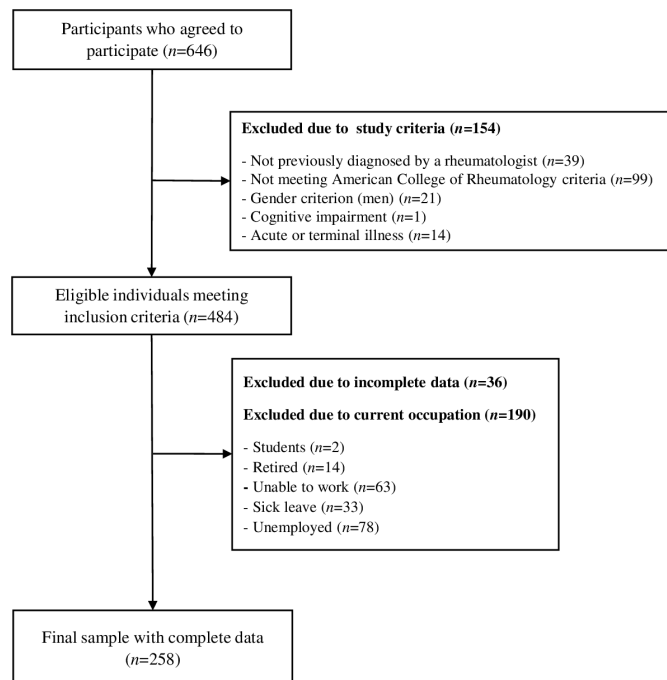 Participants who agreed to
participate (n=646)
Excluded due to study criteria (n=154)
- Not previously diagnosed by a rheumatologist (n=39)
- Not meeting American College of Rheumatology criteria (n=99)
- Gender criterion (men) (n=21)
- Cognitive impairment (n=1)
- Acute or terminal illness (n=14)
Eligible individuals meeting
inclusion criteria (n=484)
Excluded due to incomplete data (n=36)
Excluded due to current occupation (n=190)
- Students (n=2)
- Retired (n=14)
- Unable to work (n=63)
- Sick leave (n=33)
- Unemployed (n=78)
Final sample with complete data
(n=258)